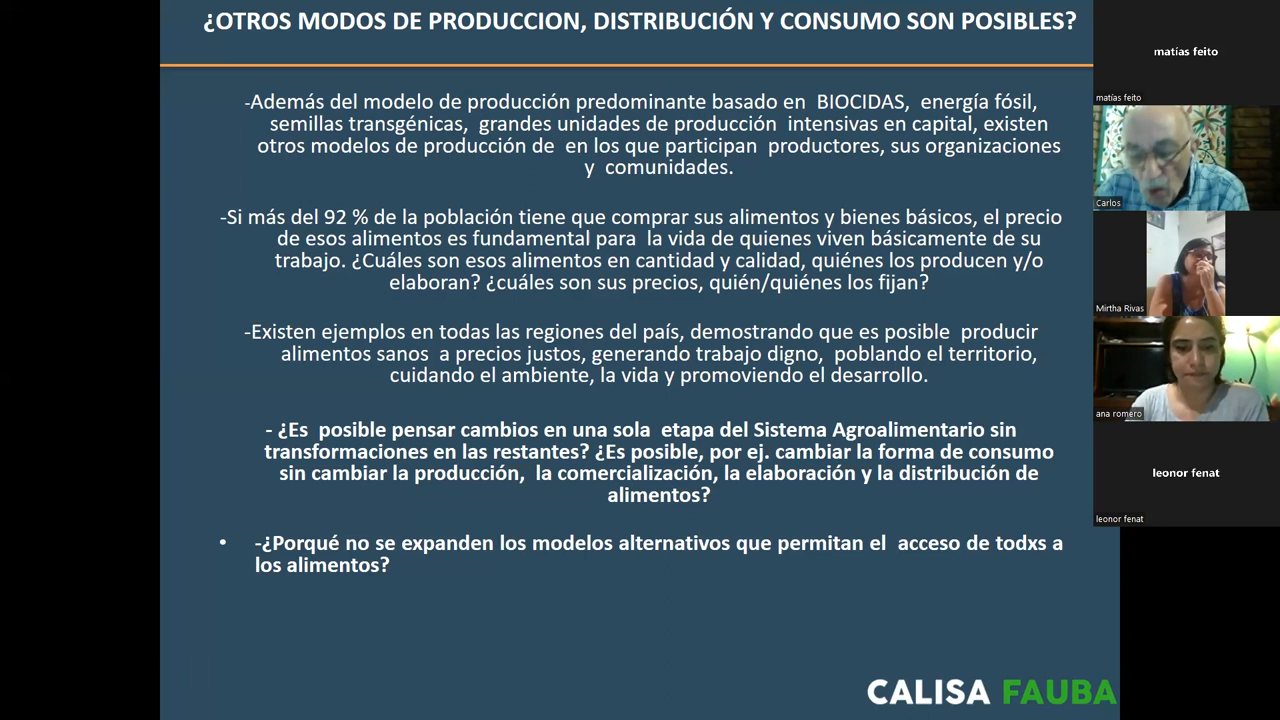 ¿OTROS MODOS DE PRODUCCION, DISTRIBUCIÓN Y CONSUMO SON POSIBLES?
-Además del modelo de producción predominante basado en BIOCIDAS, energía fósil,
semillas transgénicas, grandes unidades de producción intensivas en capital, existen
otros modelos de producción de en los que participan productores, sus organizaciones
y comunidades.
-Si más del 92 % de la población tiene que comprar sus alimentos y bienes básicos, el precio
de esos alimentos es fundamental para la vida de quienes viven básicamente de su
trabajo. ¿Cuáles son esos alimentos en cantidad y calidad, quiénes los producen y/o
elaboran? ¿cuáles son sus precios, quién/quiénes los fijan?
-Existen ejemplos en todas las regiones del país, demostrando que es posible producir
alimentos sanos a precios justos, generando trabajo digno, poblando el territorio,
cuidando el ambiente, la vida y promoviendo el desarrollo.
- ¿Es posible pensar cambios en una sola etapa del Sistema Agroalimentario sin
transformaciones en las restantes? ¿Es posible, por ej. cambiar la forma de consumo
sin cambiar la producción, la comercialización, la elaboración y la distribución de
alimentos?
• -¿Porqué no se expanden los modelos alternativos que permitan el acceso de todxs a
los alimentos?
CALISA FAUBA
matías feito
matías feito
Carlos
Mirtha Rivas
ana romero
leonor fenat
leonor fenat